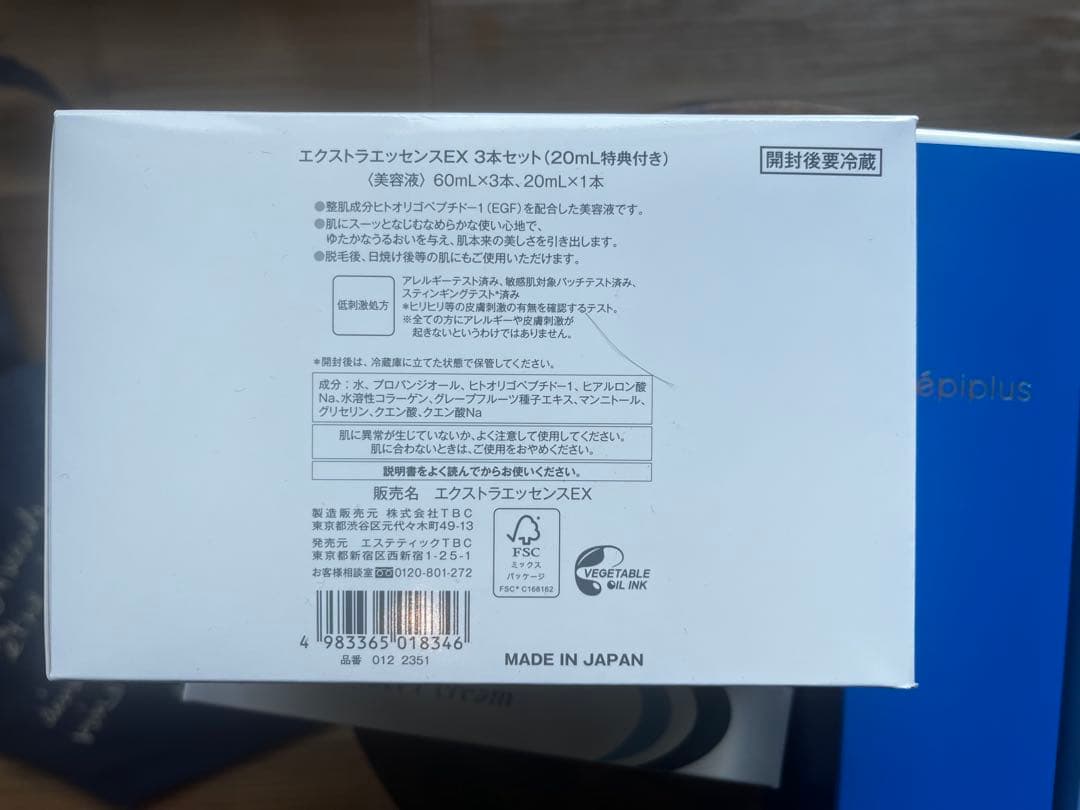 エクストラエッセンスEX 3本セット(20mL特典付き)
〈美容液〉 60mL×3本、20mL×1本
開封後要冷蔵
●整肌成分ヒトオリゴペプチド−1(EGF)を配合した美容液です。
●肌にスーッとなじむなめらかな使い心地で、
ゆたかなうるおいを与え、肌本来の美しさを引き出します。
●脱毛後、日焼け後等の肌にもご使用いただけます。
低刺激処方
アレルギーテスト済み、敏感肌対象パッチテスト済み、
スティンギングテスト*済み
*ヒリヒリ等の皮膚刺激の有無を確認するテスト。
※全ての方にアレルギーや皮膚刺激が
起きないというわけではありません。
*開封後は、冷蔵庫に立てた状態で保管してください。
成分：水、プロパンジオール、ヒトオリゴペプチド−1、ヒアルロン酸
Na、水溶性コラーゲン、グレープフルーツ種子エキス、マンニトール、
グリセリン、クエン酸、クエン酸Na
肌に異常が生じていないか、よく注意して使用してください。
肌に合わないときは、ご使用をおやめください。
説明書をよく読んでからお使いください。
販売名 エクストラエッセンスEX
製造販売元 株式会社TBC
東京都渋谷区元代々木町49-13
発売元 エステティックTBC
東京都新宿区西新宿1-25-1
お客様相談室 0120-801-272
FSC
ミックス
パッケージ
FSC® C166162
VEGETABLE
OIL INK
4 983365 018346
品番 012 2351
MADE IN JAPAN
épiplus
cream